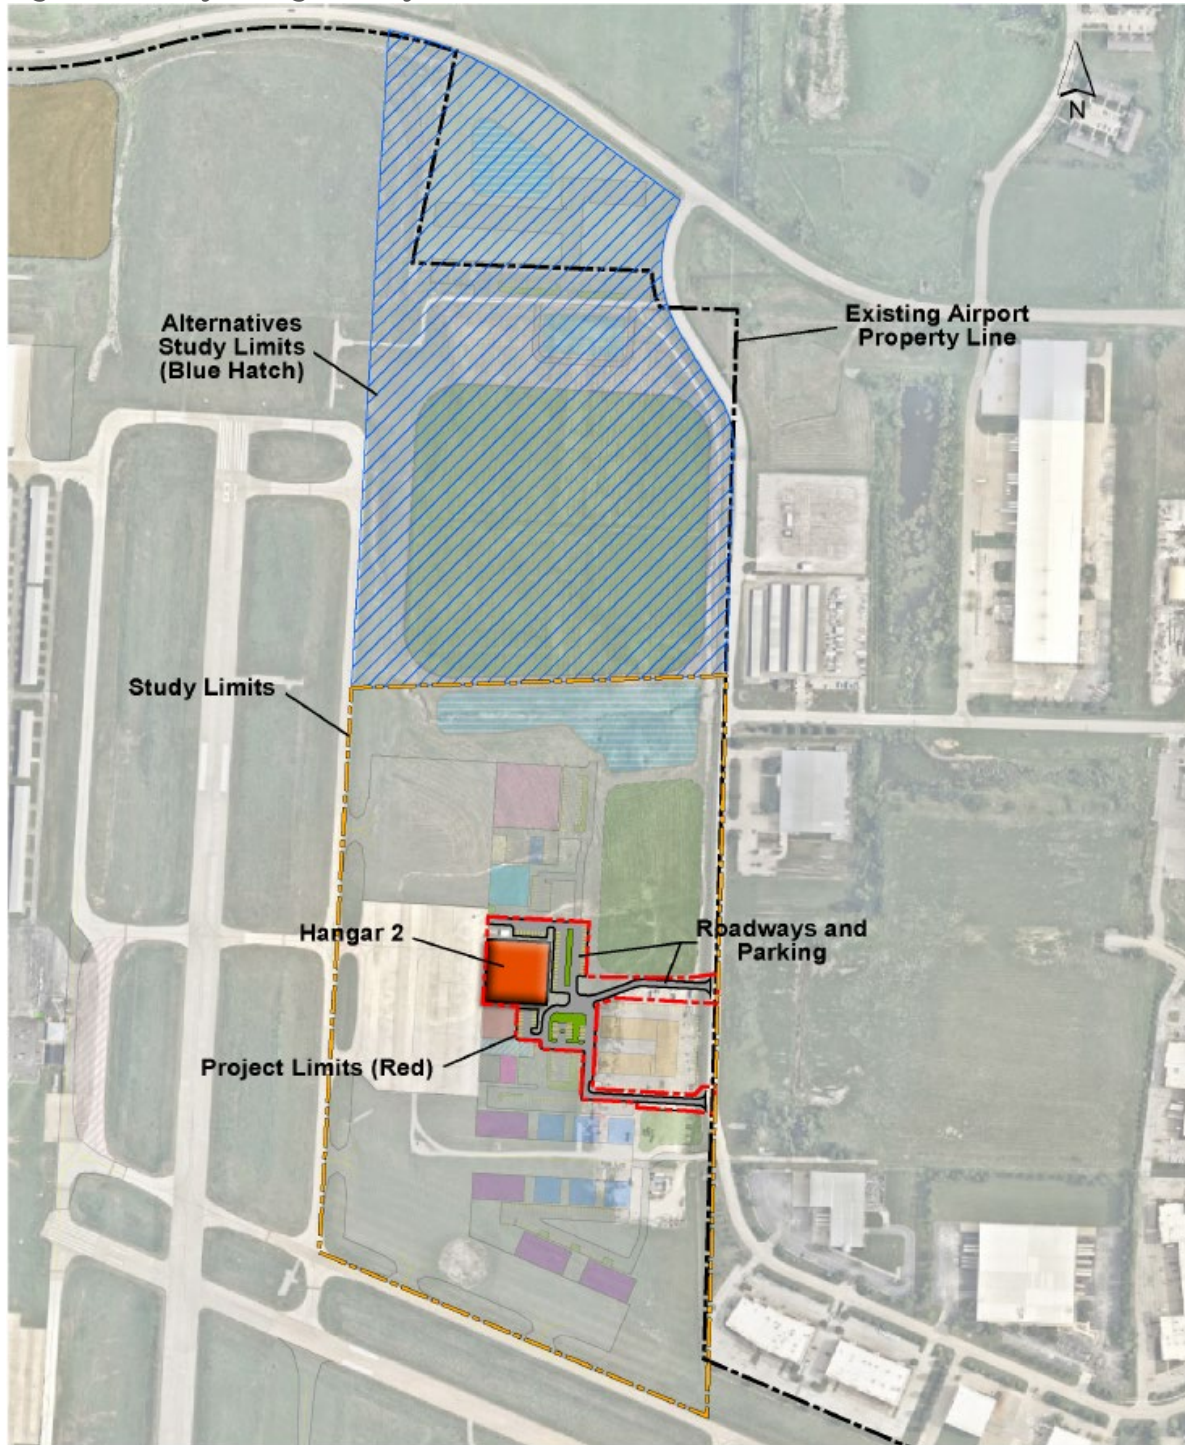 N
Existing Airport
Property Line
Alternatives
Study Limits
(Blue Hatch)
Study Limits
Hangar 2
Roadways and
Parking
Project Limits (Red)